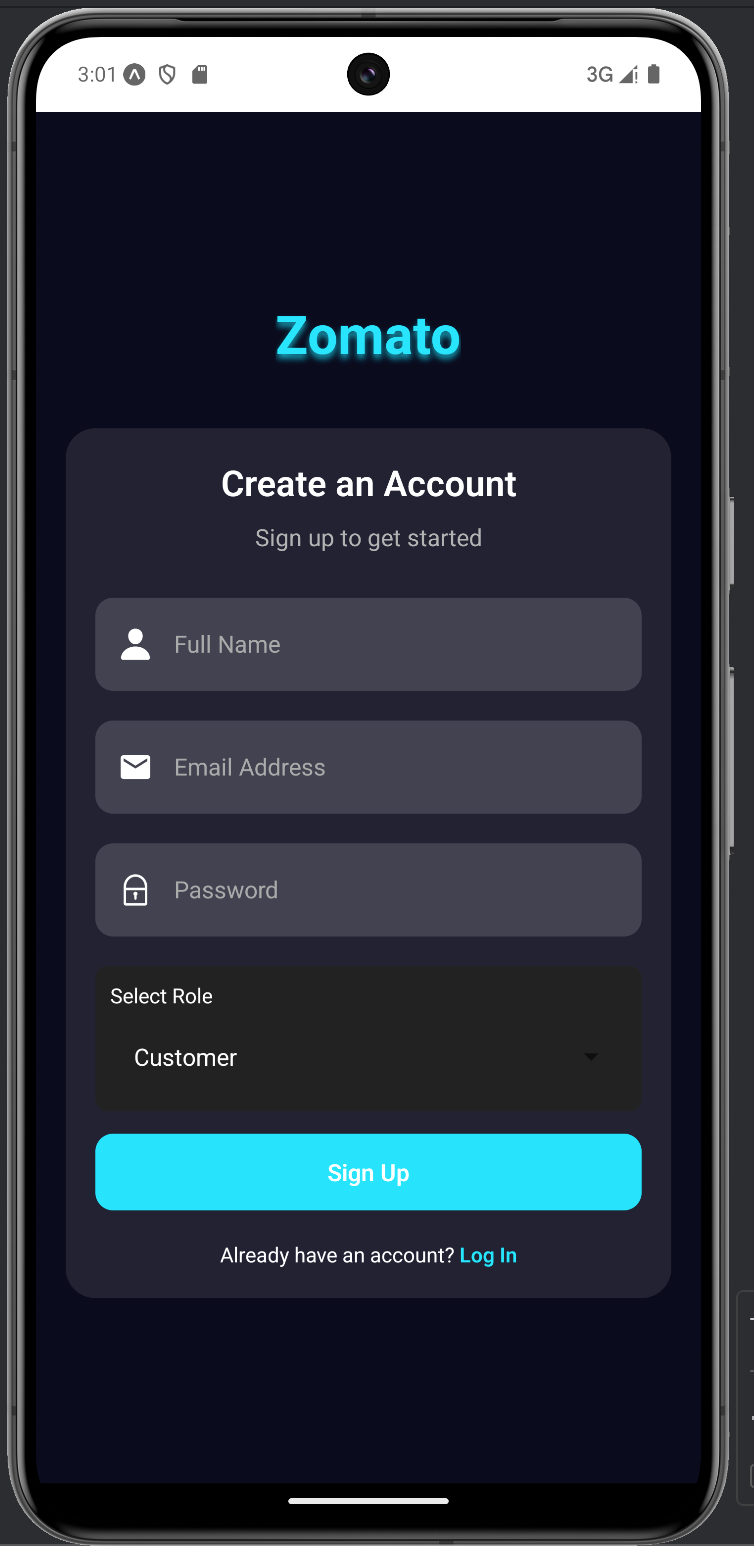 3:01
3G
Zomato
Create an Account
Sign up to get started
Full Name
Email Address
Password
Select Role
Customer
Sign Up
Already have an account? Log In